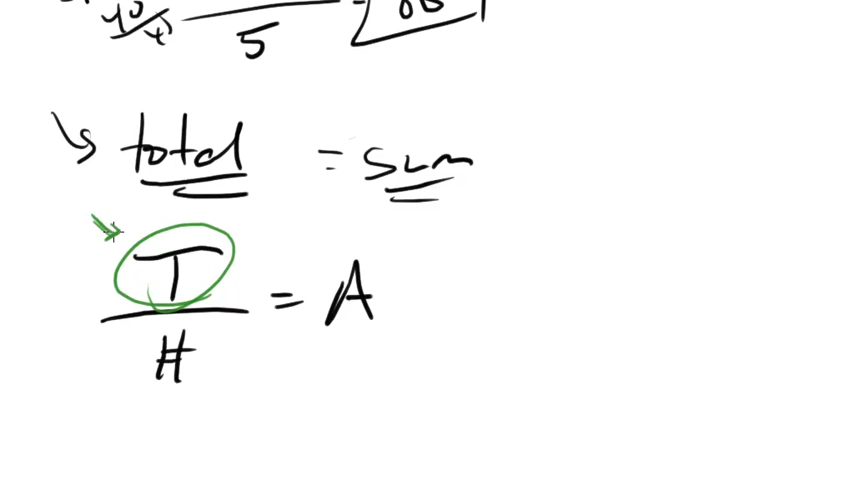 5
total = sum
T
# = A